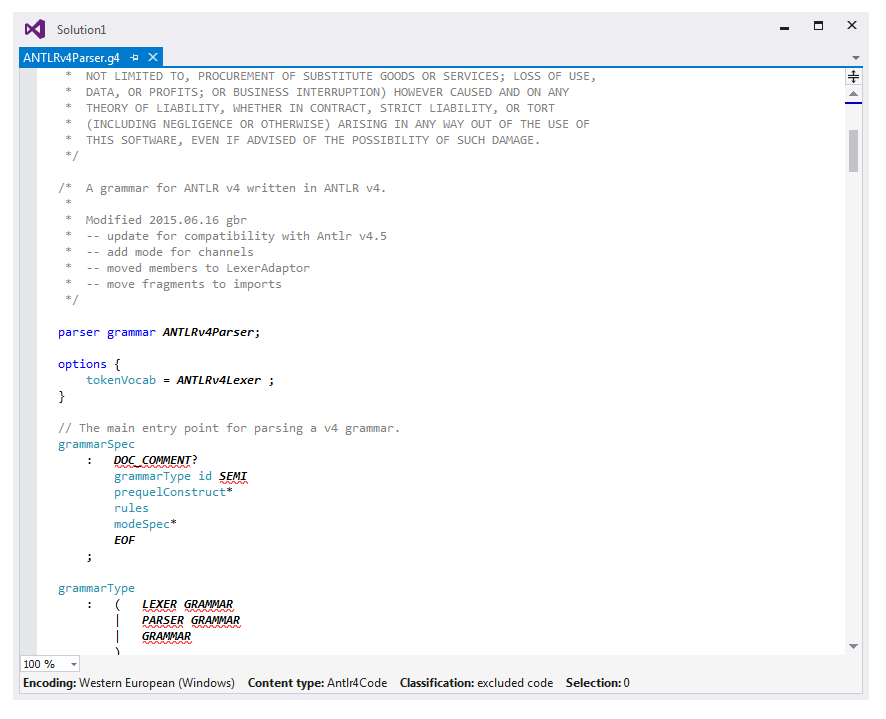 Solution1
ANTLRv4Parser.g4
 *  NOT LIMITED TO, PROCUREMENT OF SUBSTITUTE GOODS OR SERVICES; LOSS OF USE,
 *  DATA, OR PROFITS; OR BUSINESS INTERRUPTION) HOWEVER CAUSED AND ON ANY
 *  THEORY OF LIABILITY, WHETHER IN CONTRACT, STRICT LIABILITY, OR TORT
 *  (INCLUDING NEGLIGENCE OR OTHERWISE) ARISING IN ANY WAY OUT OF THE USE OF
 *  THIS SOFTWARE, EVEN IF ADVISED OF THE POSSIBILITY OF SUCH DAMAGE.
 */
/*  A grammar for ANTLR v4 written in ANTLR v4.
 *
 *  Modified 2015.06.16 gbr
 *  -- update for compatibility with Antlr v4.5
 *  -- add mode for channels
 *  -- moved members to LexerAdaptor
 *  -- move fragments to imports
 */
parser grammar ANTLRv4Parser;
options {
    tokenVocab = ANTLRv4Lexer ;
}
// The main entry point for parsing a v4 grammar.
grammarSpec
    :   DOC_COMMENT?
        grammarType id SEMI
        prequelConstruct*
        rules
        modeSpec*
        EOF
    ;
grammarType
    :   (   LEXER GRAMMAR
        |   PARSER GRAMMAR
        |   GRAMMAR
        )
100 %
Encoding: Western European (Windows)   Content type: Antlr4Code   Classification: excluded code   Selection: 0